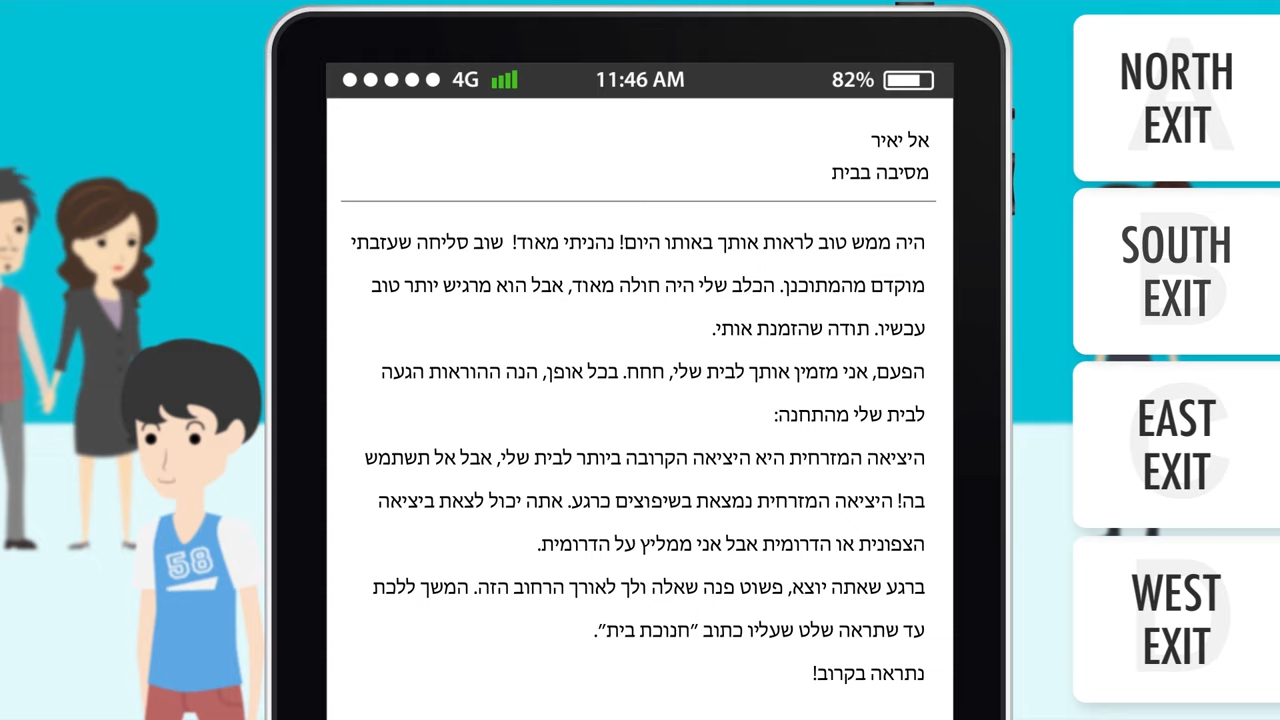 4G 11:46 AM 82%
אל יאיר
מסיבה בבית
היה ממש טוב לראות אותך באותו היום! נהניתי מאוד! שוב סליחה שעזבתי
מוקדם מהמתוכנן. הכלב שלי היה חולה מאוד, אבל הוא מרגיש יותר טוב
עכשיו. תודה שהזמנת אותי.
הפעם, אני מזמין אותך לבית שלי, חחח. בכל אופן, הנה ההוראות הגעה
לבית שלי מהתחנה:
היציאה המזרחית היא היציאה הקרובה ביותר לבית שלי, אבל אל תשתמש
בה! היציאה המזרחית נמצאת בשיפוצים כרגע. אתה יכול לצאת ביציאה
הצפונית או הדרומית אבל אני ממליץ על הדרומית.
ברגע שאתה יוצא, פשוט פנה שאלה ולך לאורך הרחוב הזה. המשך ללכת
עד שתראה שלט שעליו כתוב ״חנוכת בית״.
נתראה בקרוב!
58
A
NORTH
EXIT
B
SOUTH
EXIT
C
EAST
EXIT
D
WEST
EXIT